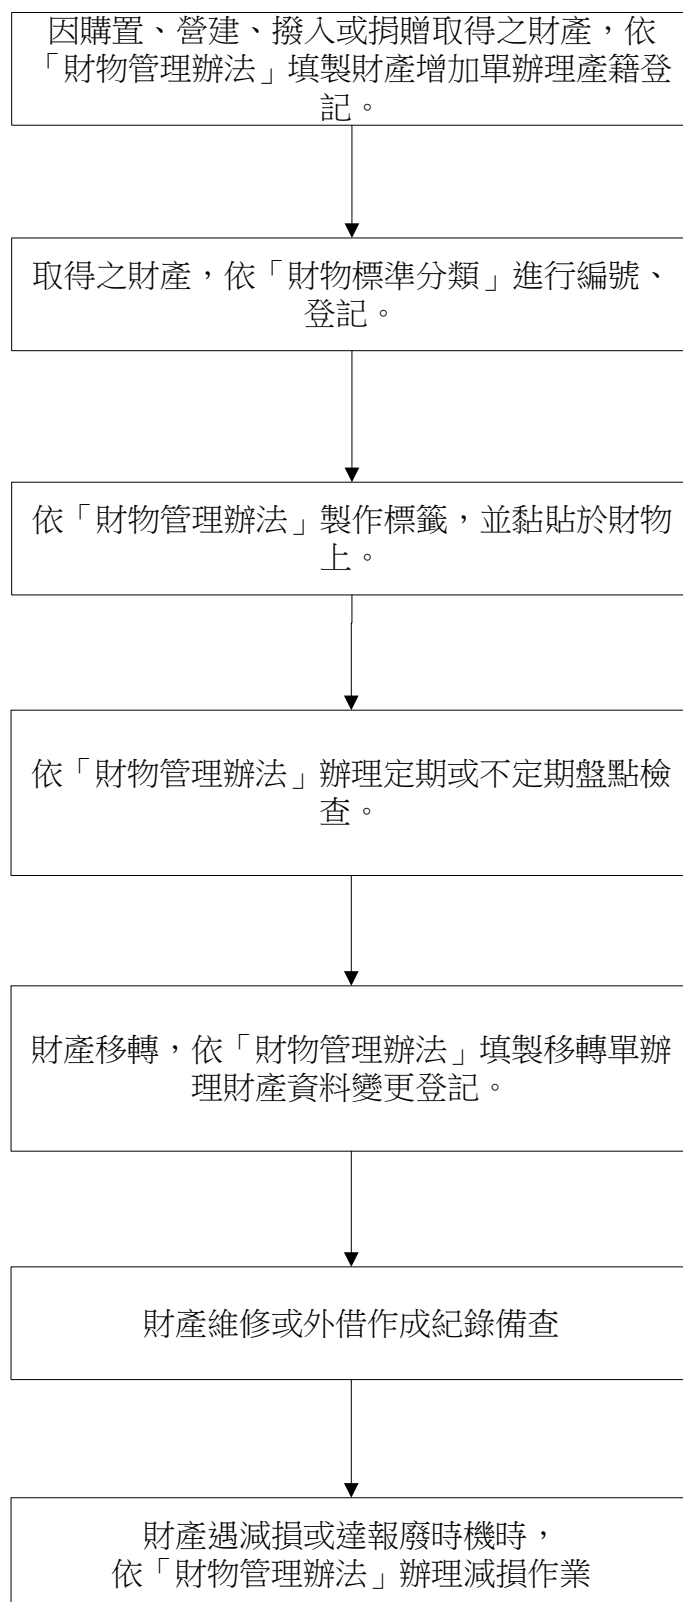 因購置、營建、撥入或捐贈取得之財產，依
「財物管理辦法」填製財產增加單辦理產籍登
記。
取得之財產，依「財物標準分類」進行編號、
登記。
依「財物管理辦法」製作標籤，並黏貼於財物
上。
依「財物管理辦法」辦理定期或不定期盤點檢
查。
財產移轉，依「財物管理辦法」填製移轉單辦
理財產資料變更登記。
財產維修或外借作成紀錄備查
財產遇減損或達報廢時機時，
依「財物管理辦法」辦理減損作業